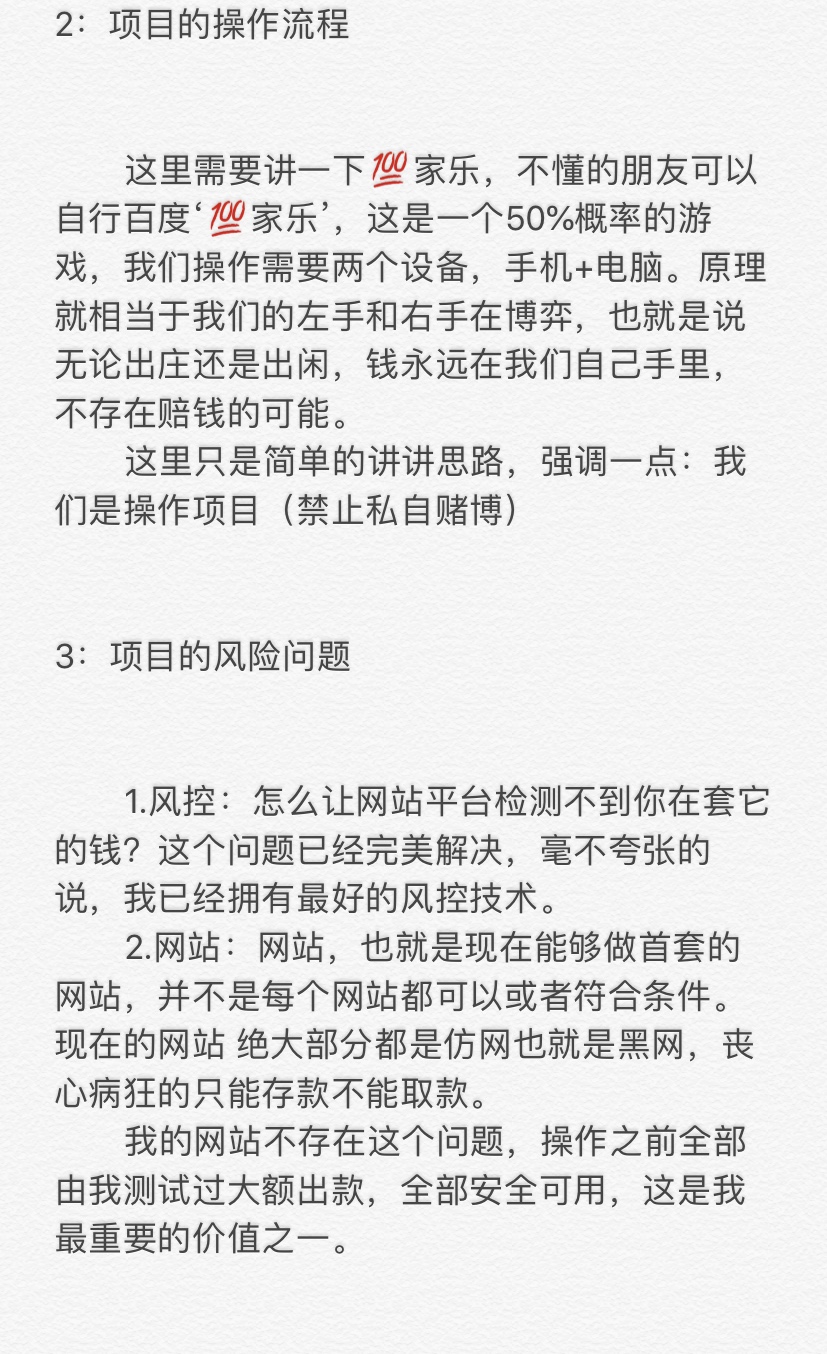 2：项目的操作流程
这里需要讲一下💯家乐，不懂的朋友可以
自行百度‘💯家乐’，这是一个50%概率的游
戏，我们操作需要两个设备，手机+电脑。原理
就相当于我们的左手和右手在博弈，也就是说
无论出庄还是出闲，钱永远在我们自己手里，
不存在赔钱的可能。
这里只是简单的讲讲思路，强调一点：我
们是操作项目（禁止私自赌博）
3：项目的风险问题
1.风控：怎么让网站平台检测不到你在套它
的钱？这个问题已经完美解决，毫不夸张的
说，我已经拥有最好的风控技术。
2.网站：网站，也就是现在能够做首套的
网站，并不是每个网站都可以或者符合条件。
现在的网站 绝大部分都是仿网也就是黑网，丧
心病狂的只能存款不能取款。
我的网站不存在这个问题，操作之前全部
由我测试过大额出款，全部安全可用，这是我
最重要的价值之一。